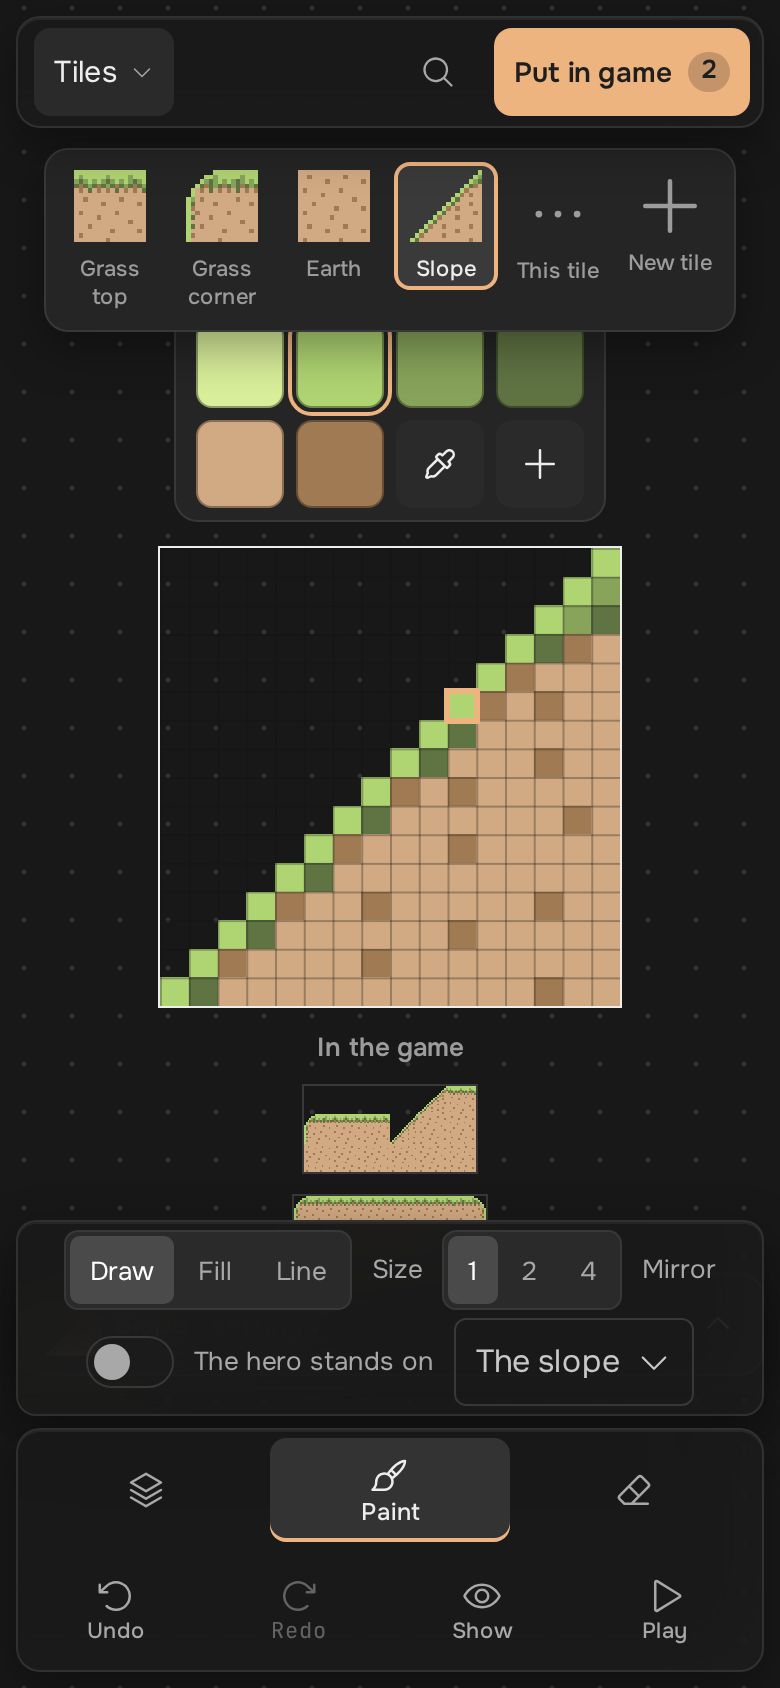 Tiles
Put in game 2
Grass top
Grass corner
Earth
Slope
This tile
New tile
In the game
Draw Fill Line Size 1 2 4 Mirror
The hero stands on The slope
Paint
Undo Redo Show Play